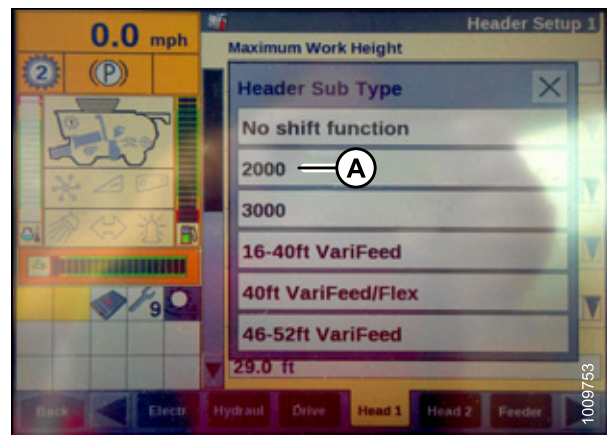 0.0 mph
Header Setup 1
2
P
Maximum Work Height
Header Sub Type
No shift function
2000
A
3000
16-40ft VariFeed
40ft VariFeed/Flex
9
46-52ft VariFeed
29.0 ft
Back
Electr
Hydraul
Drive
Head 1
Head 2
Feeder
1009753